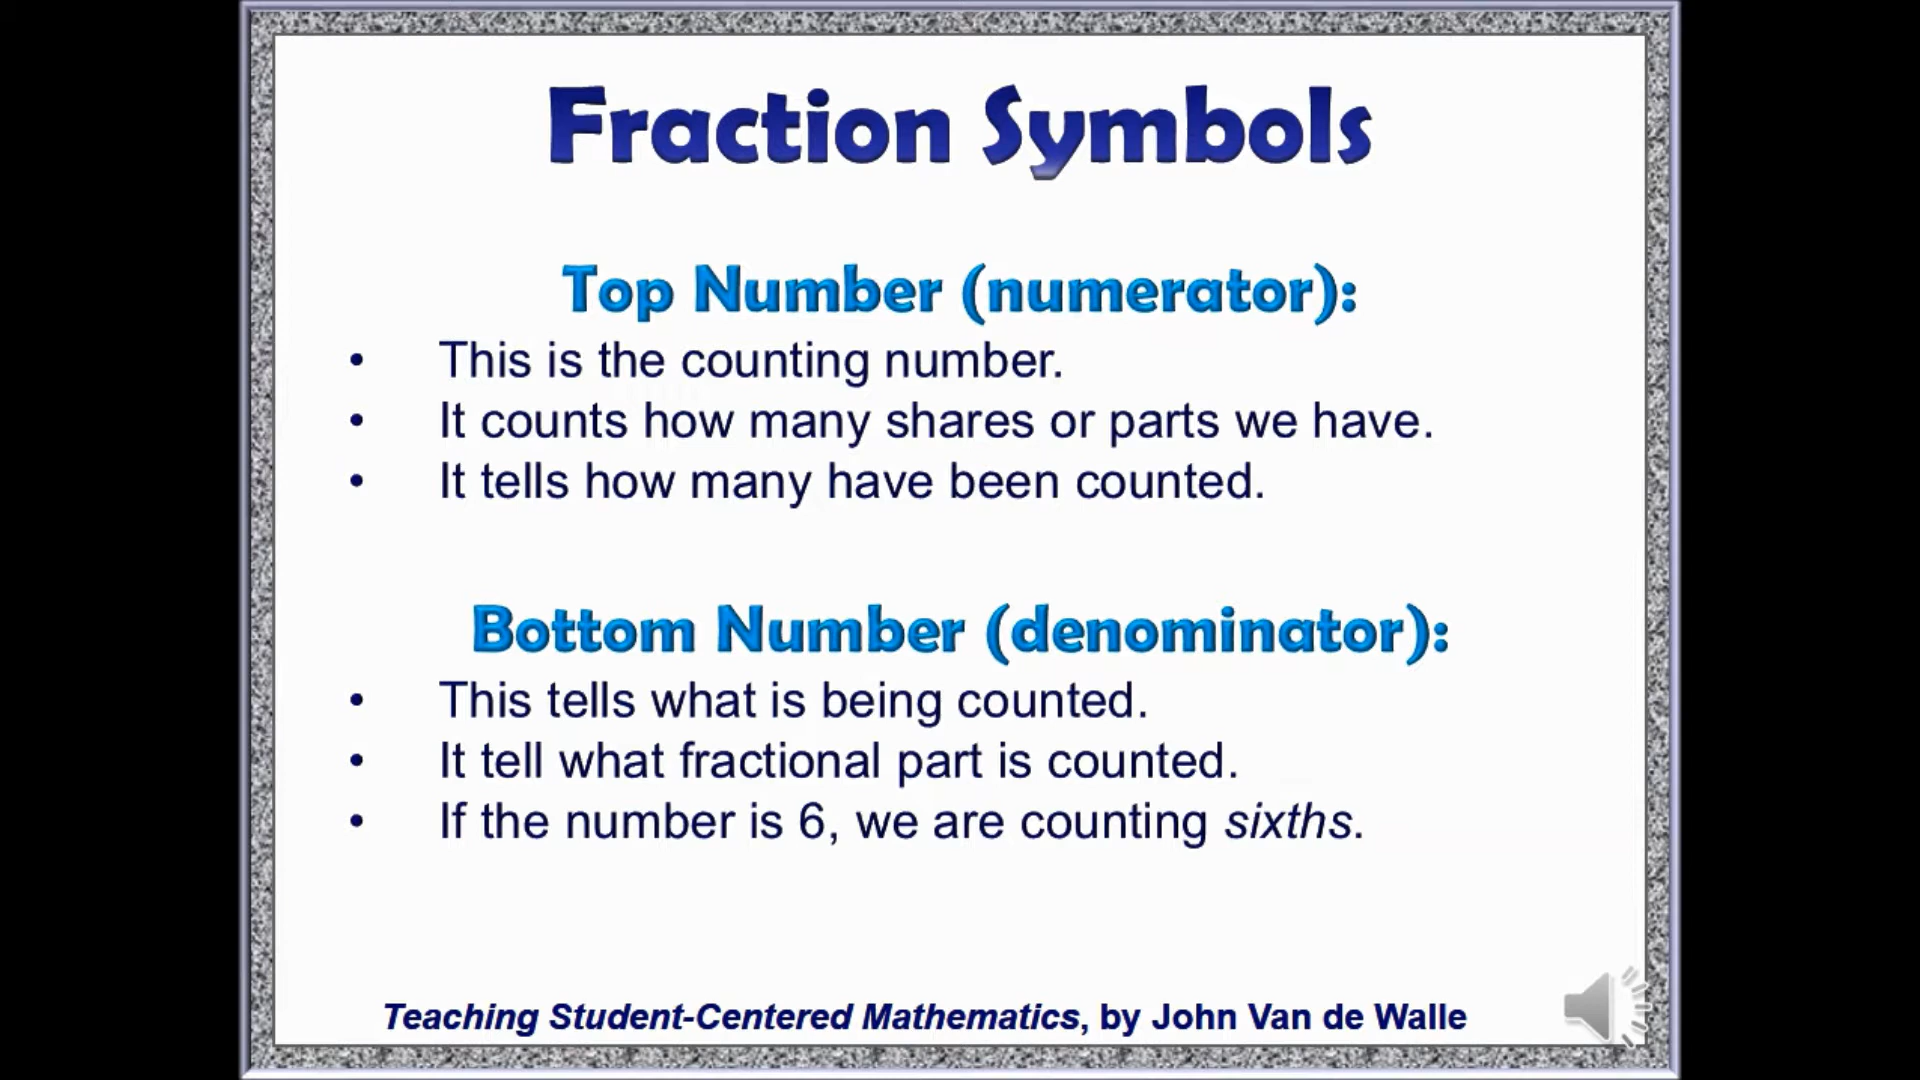 Fraction Symbols
Top Number (numerator):
• This is the counting number.
• It counts how many shares or parts we have.
• It tells how many have been counted.
Bottom Number (denominator):
• This tells what is being counted.
• It tell what fractional part is counted.
• If the number is 6, we are counting sixths.
Teaching Student-Centered Mathematics, by John Van de Walle